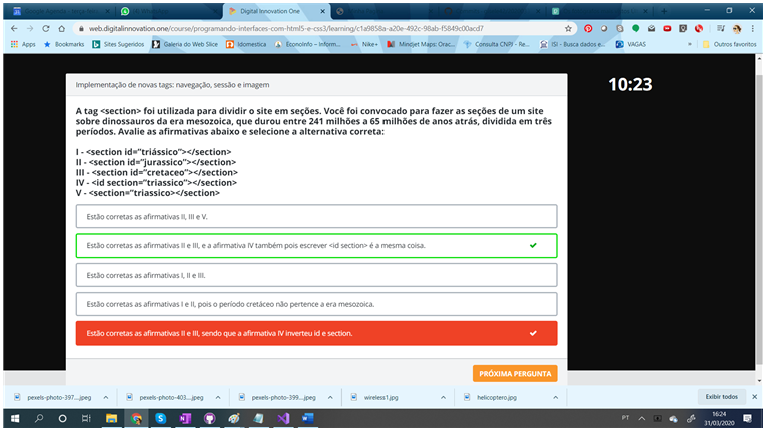 Digital Innovation One
web.digitalinnovation.one/course/programando-interfaces-com-html5-e-css3/learning/c1a9858a-a20e-492c-98ab-f5849c00acd7
Apps Bookmarks Sites Sugeridos Galeria do Web Slice Idomestica EconoInfo – inform... Nike+ Mindjet Maps: Orac... Consulta CNPJ - Re... ISI - Busca dados e... VAGAS Outros favoritos
Implementação de novas tags: navegação, sessão e imagem
10:23
A tag <section> foi utilizada para dividir o site em seções. Você foi convocado para fazer as seções de um site
sobre dinossauros da era mesozoica, que durou entre 241 milhões a 65 milhões de anos atrás, dividida em três
períodos. Avalie as afirmativas abaixo e selecione a alternativa correta:
I - <section id="triássico"></section>
II - <section id="jurassico"></section>
III - <section id="cretaceo"></section>
IV - <id section="triassico"></section>
V - <section="triassico></section>
Estão corretas as afirmativas II, III e V.
Estão corretas as afirmativas II e III, e a afirmativa IV também pois escrever <id section> é a mesma coisa.
Estão corretas as afirmativas I, II e III.
Estão corretas as afirmativas I e II, pois o período cretáceo não pertence a era mesozoica.
Estão corretas as afirmativas II e III, sendo que a afirmativa IV inverteu id e section.
PRÓXIMA PERGUNTA
pexels-photo-397....jpeg pexels-photo-403....jpeg pexels-photo-399....jpeg wireless1.jpg helicoptero.jpg Exibir todos
PT 16:24
31/03/2020